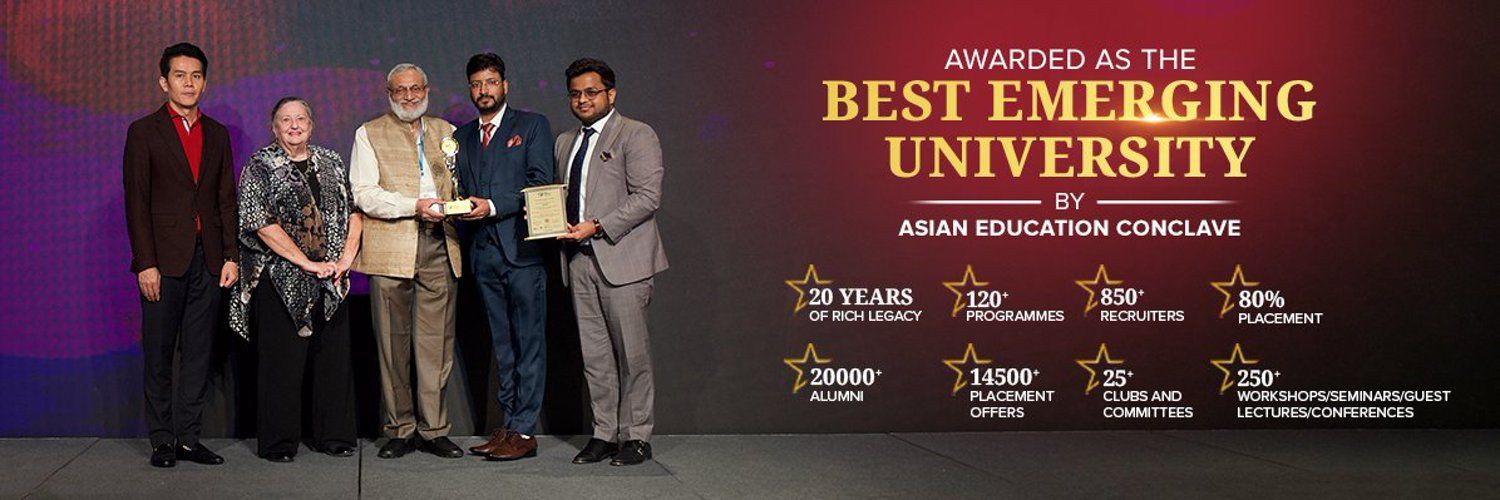 AWARDED AS THE
BEST EMERGING
UNIVERSITY
BY
ASIAN EDUCATION CONCLAVE
20 YEARS
OF RICH LEGACY
120+
PROGRAMMES
850+
RECRUITERS
80%
PLACEMENT
20000+
ALUMNI
14500+
PLACEMENT
OFFERS
25+
CLUBS AND
COMMITTEES
250+
WORKSHOPS/SEMINARS/GUEST
LECTURES/CONFERENCES